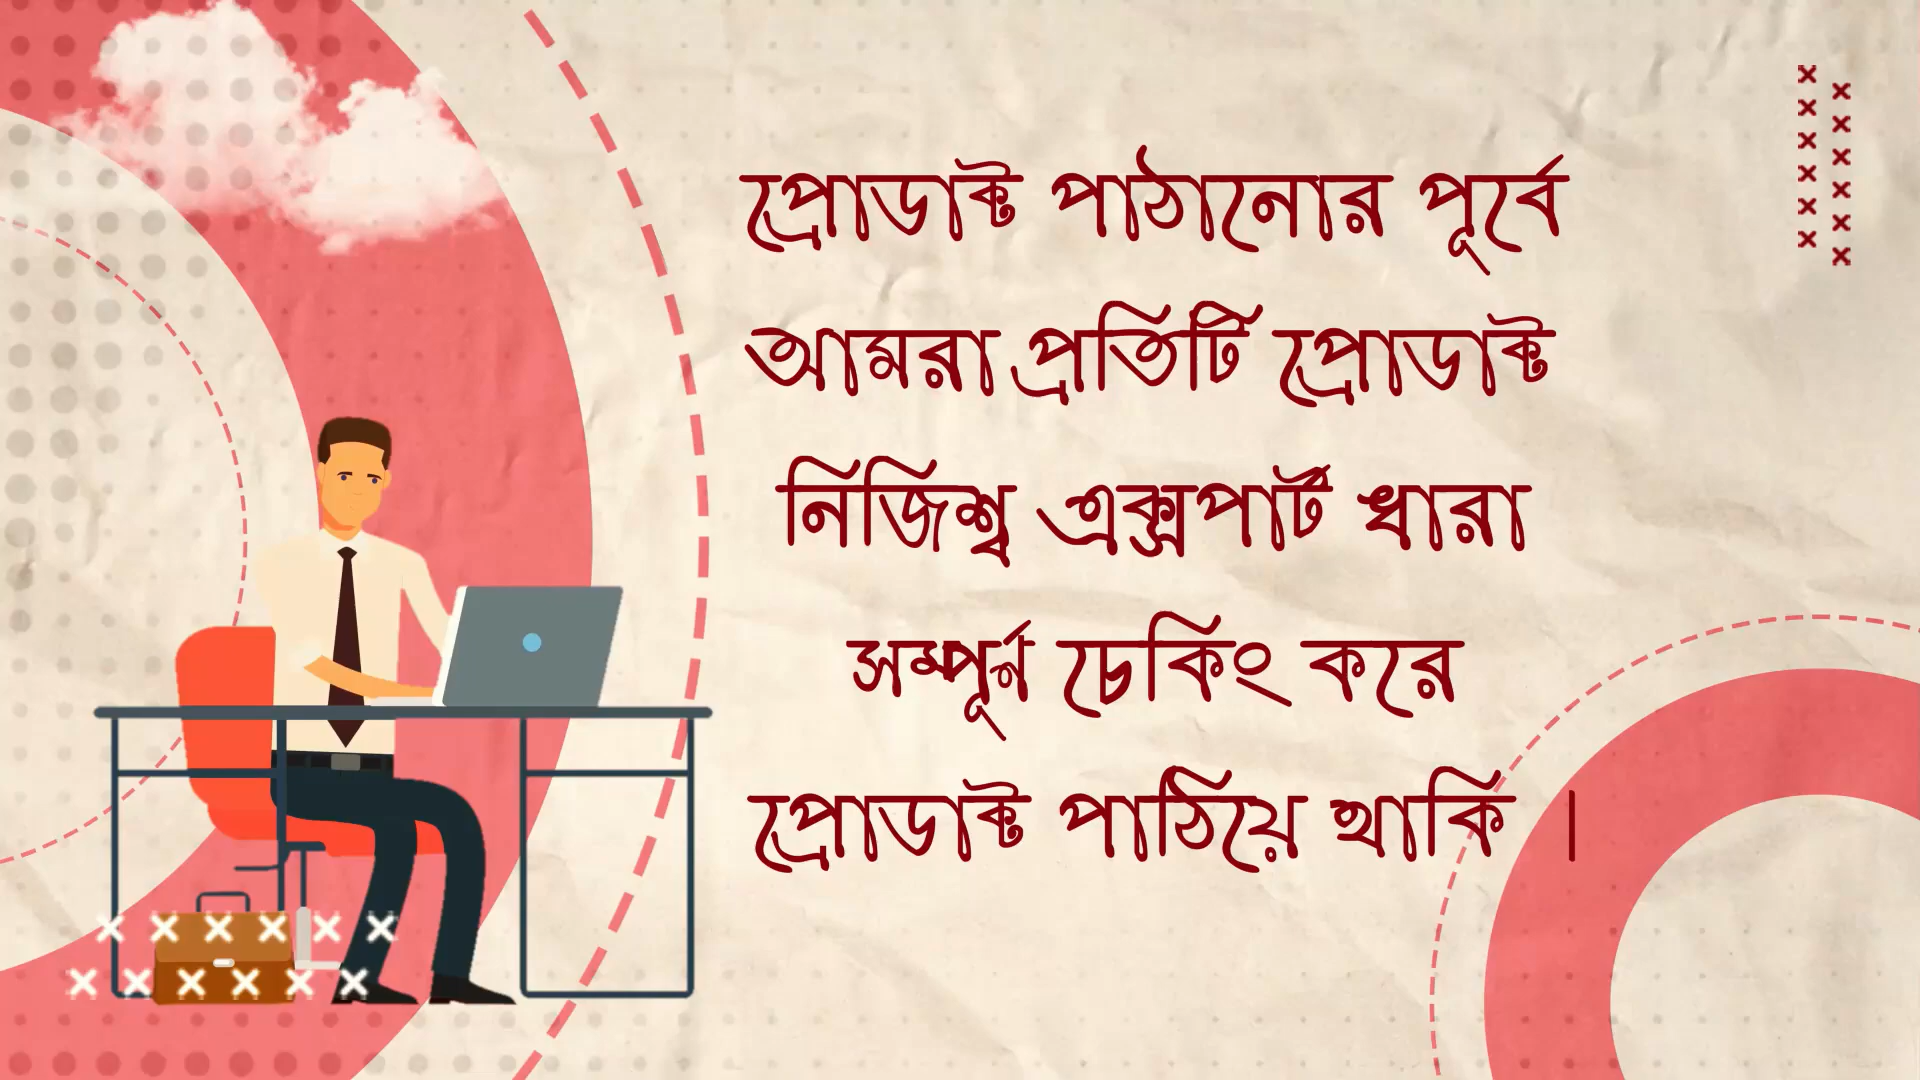 প্রোডাক্ট পাঠানোর পূর্বে
আমরা প্রতিটি প্রোডাক্ট
নিজিশ্ব এক্সপার্ট ধারা
সম্পূর্ণ চেকিং করে
প্রোডাক্ট পাঠিয়ে থাকি ।